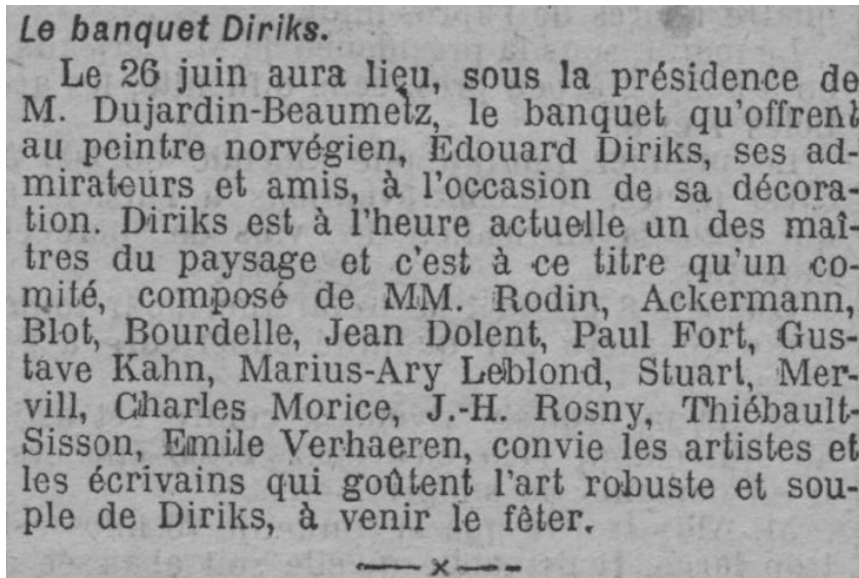 Le banquet Diriks.
Le 26 juin aura lieu, sous la présidence de
M. Dujardin-Beaumetz, le banquet qu'offrent
au peintre norvégien, Edouard Diriks, ses ad-
mirateurs et amis, à l'occasion de sa décora-
tion. Diriks est à l'heure actuelle un des maî-
tres du paysage et c'est à ce titre qu'un co-
mité, composé de MM. Rodin, Ackermann,
Blot, Bourdelle, Jean Dolent, Paul Fort, Gus-
tave Kahn, Marius-Ary Leblond, Stuart, Mer-
vill, Charles Morice, J.-H. Rosny, Thiébault-
Sisson, Emile Verhaeren, convie les artistes et
les écrivains qui goûtent l'art robuste et sou-
ple de Diriks, à venir le fêter.